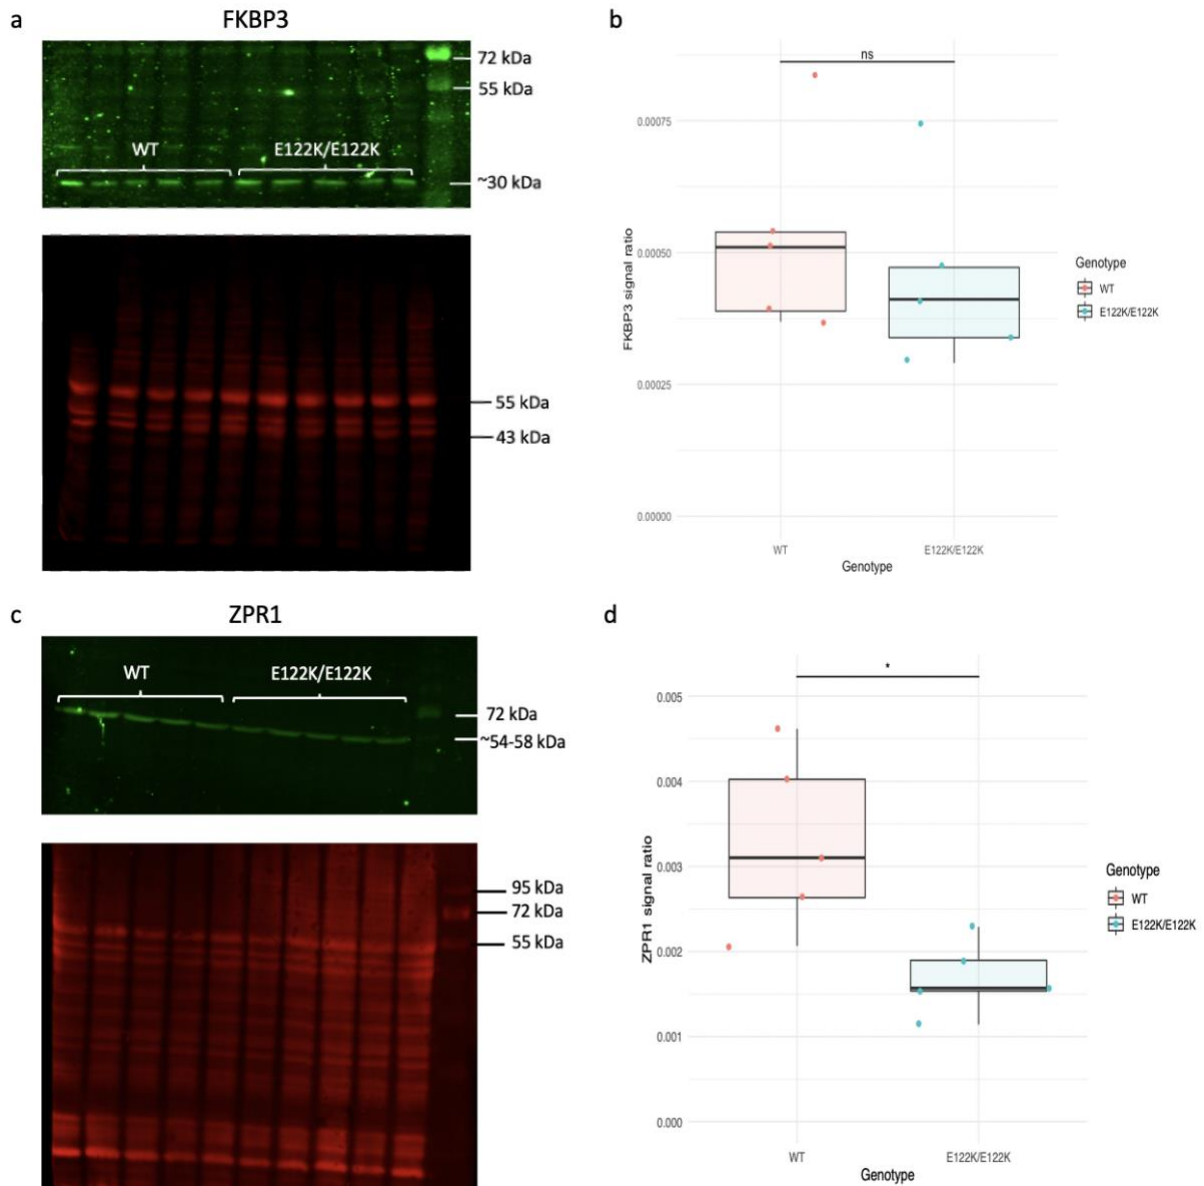 a
FKBP3
72 kDa
55 kDa
WT
E122K/E122K
~30 kDa
55 kDa
43 kDa
b
ns
0.00075
0.00050
0.00025
0.00000
FKBP3 signal ratio
WT
E122K/E122K
Genotype
Genotype
WT
E122K/E122K
c
ZPR1
WT
E122K/E122K
72 kDa
~54-58 kDa
95 kDa
72 kDa
55 kDa
d
*
0.005
0.004
0.003
0.002
0.001
0.000
ZPR1 signal ratio
WT
E122K/E122K
Genotype
Genotype
WT
E122K/E122K